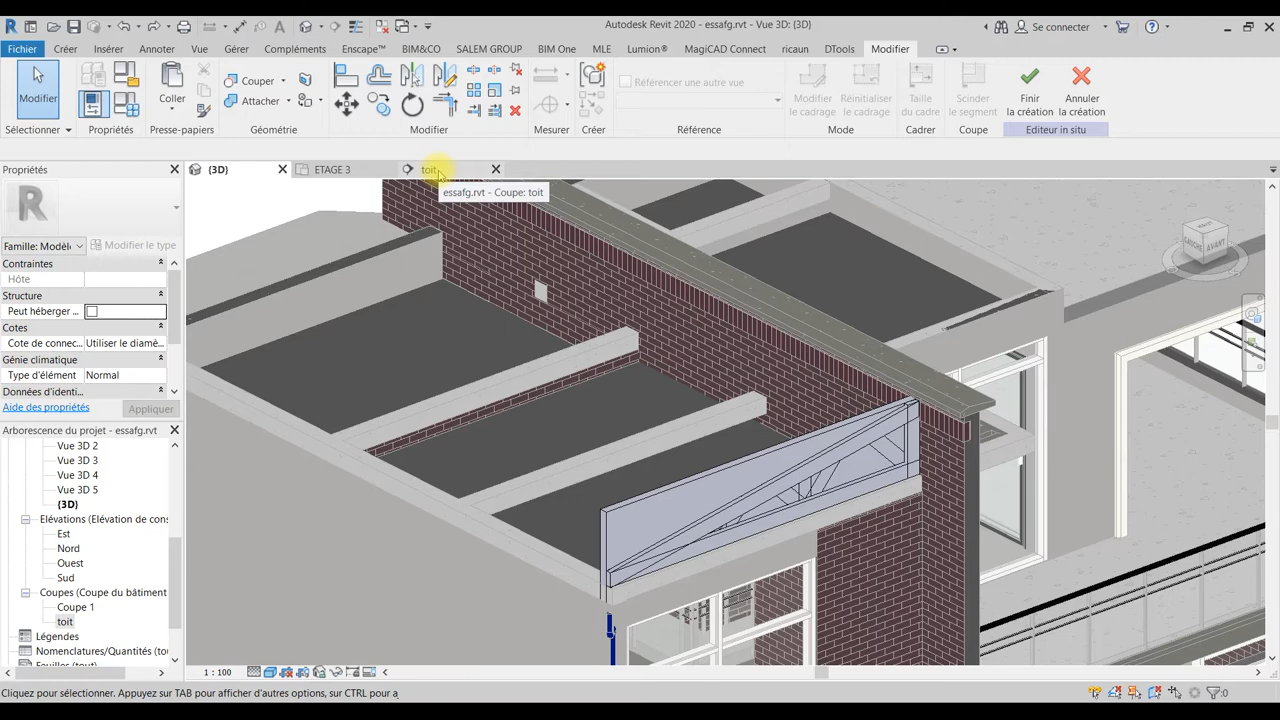 Autodesk Revit 2020 - essafg.rvt - Vue 3D: {3D}
Se connecter
Fichier Créer Insérer Annoter Vue Gérer Compléments Enscape™ BIM&CO SALEM GROUP BIM One MLE Lumion® MagiCAD Connect ricaun DTools Modifier
Modifier
Coller
Couper
Attacher
Référencer une autre vue
Modifier le cadrage
Réinitialiser le cadrage
Taille du cadre
Scinder le segment
Finir la création
Annuler la création
Sélectionner Propriétés Presse-papiers Géométrie Modifier Mesurer Créer Référence Mode Cadrer Coupe Editeur in situ
Propriétés
{3D}
ETAGE 3
toit
essafg.rvt - Coupe: toit
Famille: Modèl
Modifier le type
Contraintes
Hôte
Structure
Peut héberger ...
Cotes
Cote de connec... Utiliser le diamè...
Génie climatique
Type d'élément Normal
Données d'identi...
Aide des propriétés
Appliquer
Arborescence du projet - essafg.rvt
Vue 3D 2
Vue 3D 3
Vue 3D 4
Vue 3D 5
{3D}
Elévations (Elévation de cons
Est
Nord
Ouest
Sud
Coupes (Coupe du bâtiment
Coupe 1
toit
Légendes
Nomenclatures/Quantités (to
Feuilles (tout)
HAUT
GAUCHE
AVANT
1 : 100
Cliquez pour sélectionner. Appuyez sur TAB pour afficher d'autres options, sur CTRL pour a
:0